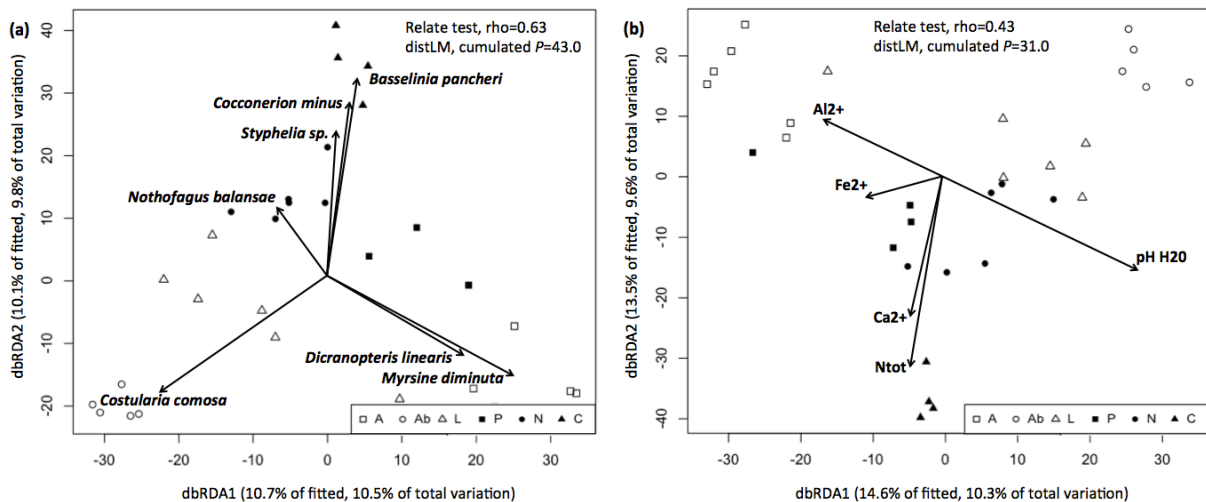 (a)
Relate test, rho=0.63
distLM, cumulated P=43.0
Basselinia pancheri
Cocconerion minus
Styphelia sp.
Nothofagus balansae
Dicranopteris linearis
Myrsine diminuta
Costularia comosa
A Ab L P N C
40
30
20
10
0
-10
-20
dbRDA2 (10.1% of fitted, 9.8% of total variation)
-30 -20 -10 0 10 20 30
dbRDA1 (10.7% of fitted, 10.5% of total variation)
(b)
Relate test, rho=0.43
distLM, cumulated P=31.0
Al2+
Fe2+
pH H20
Ca2+
Ntot
A Ab L P N C
20
10
0
-10
-20
-30
-40
dbRDA2 (13.5% of fitted, 9.6% of total variation)
-30 -20 -10 0 10 20 30
dbRDA1 (14.6% of fitted, 10.3% of total variation)